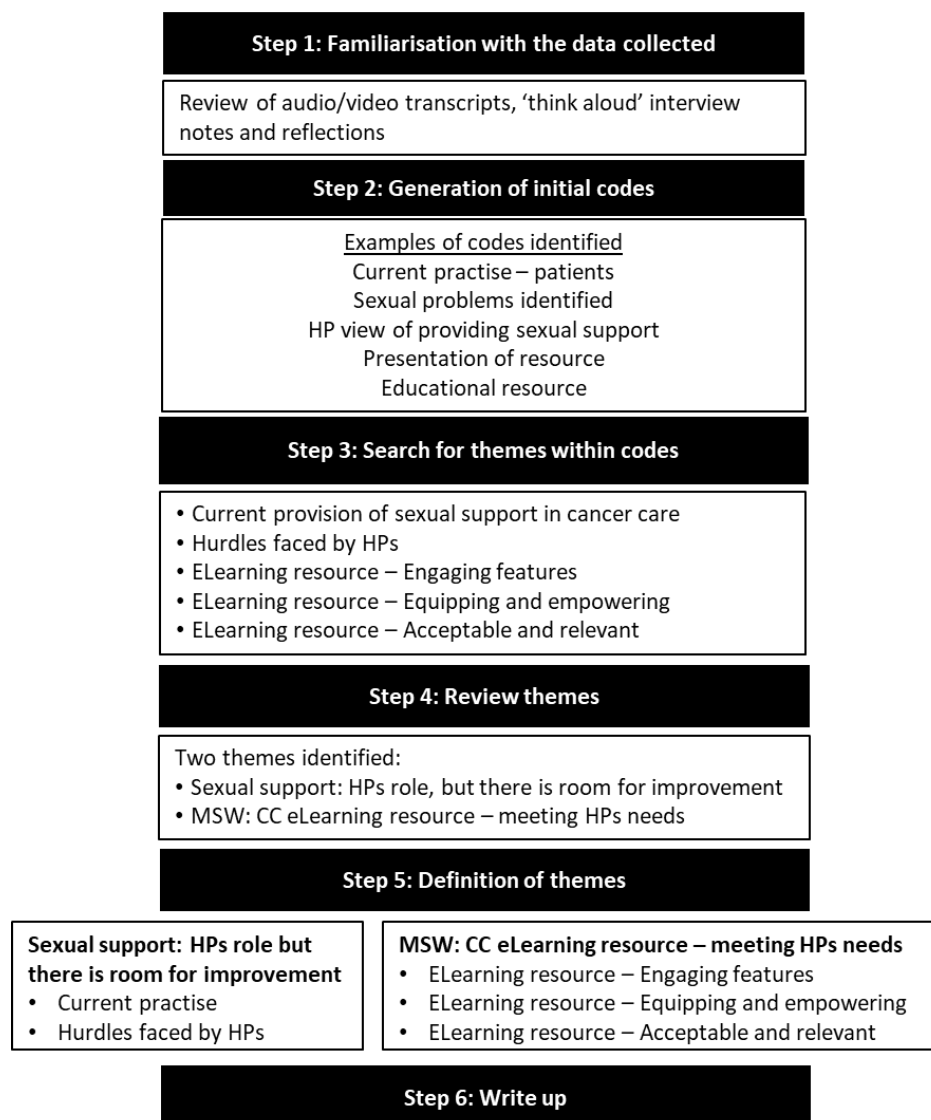 Step 1: Familiarisation with the data collected
Review of audio/video transcripts, ‘think aloud’ interview
notes and reflections
Step 2: Generation of initial codes
Examples of codes identified
Current practise – patients
Sexual problems identified
HP view of providing sexual support
Presentation of resource
Educational resource
Step 3: Search for themes within codes
• Current provision of sexual support in cancer care
• Hurdles faced by HPs
• ELearning resource – Engaging features
• ELearning resource – Equipping and empowering
• ELearning resource – Acceptable and relevant
Step 4: Review themes
Two themes identified:
• Sexual support: HPs role, but there is room for improvement
• MSW: CC eLearning resource – meeting HPs needs
Step 5: Definition of themes
Sexual support: HPs role but
there is room for improvement
• Current practise
• Hurdles faced by HPs
MSW: CC eLearning resource – meeting HPs needs
• ELearning resource – Engaging features
• ELearning resource – Equipping and empowering
• ELearning resource – Acceptable and relevant
Step 6: Write up